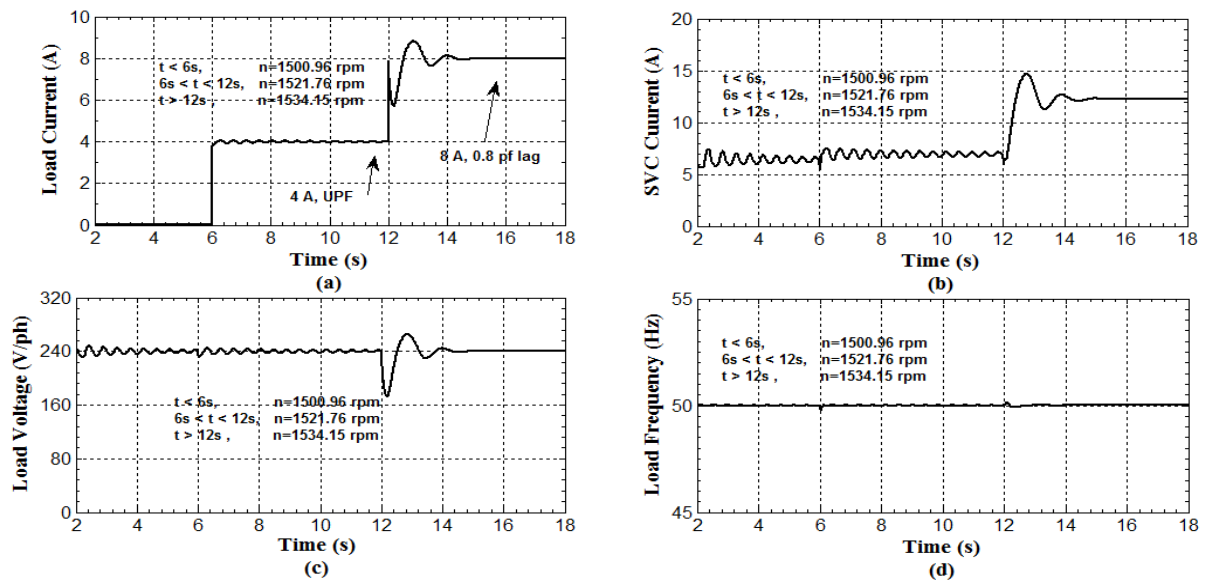 Load Current (A)
10
8
6
4
2
0
t < 6s, n=1500.96 rpm
6s < t < 12s, n=1521.76 rpm
t > 12s , n=1534.15 rpm
8 A, 0.8 pf lag
4 A, UPF
2 4 6 8 10 12 14 16 18
Time (s)
(a)
SVC Cuurent (A)
20
15
10
5
0
t < 6s, n=1500.96 rpm
6s < t < 12s, n=1521.76 rpm
t > 12s , n=1534.15 rpm
2 4 6 8 10 12 14 16 18
Time (s)
(b)
Load Voltage (V/ph)
320
240
160
80
0
t < 6s, n=1500.96 rpm
6s < t < 12s, n=1521.76 rpm
t > 12s , n=1534.15 rpm
2 4 6 8 10 12 14 16 18
Time (s)
(c)
Load Frequency (Hz)
55
50
45
t < 6s, n=1500.96 rpm
6s < t < 12s, n=1521.76 rpm
t > 12s , n=1534.15 rpm
2 4 6 8 10 12 14 16 18
Time (s)
(d)